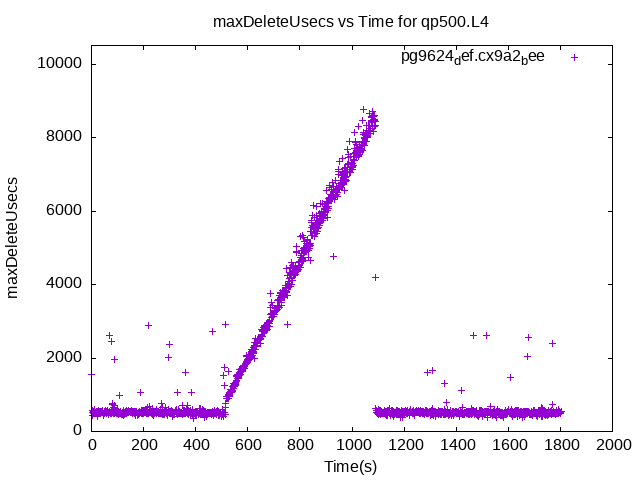 maxDeleteUsecs vs Time for qp500.L4
pg9624def.cx9a2bee
10000
8000
6000
4000
2000
0
maxDeleteUsecs
0 200 400 600 800 1000 1200 1400 1600 1800 2000
Time(s)